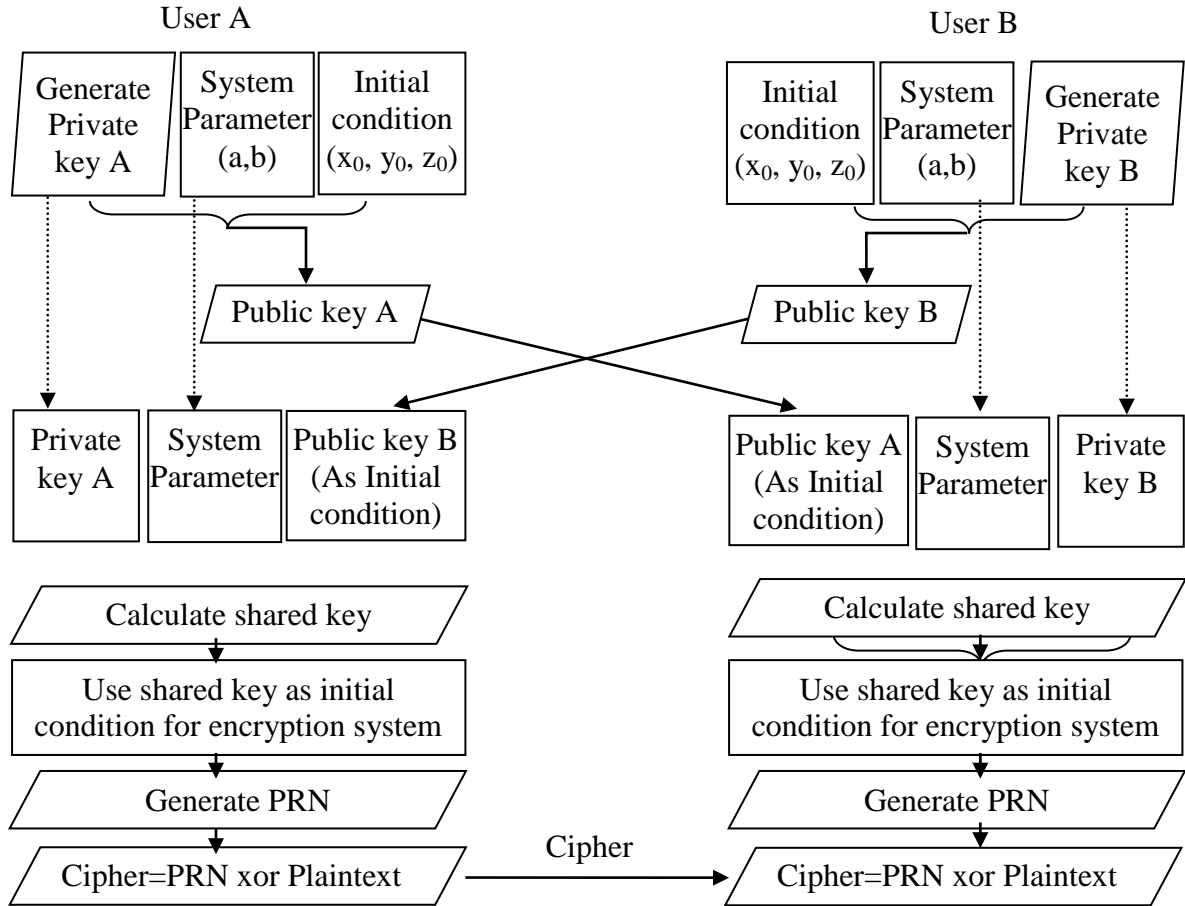 User A
User B
Generate
Private
key A
System
Parameter
(a,b)
Initial
condition
(x₀, y₀, z₀)
Initial
condition
(x₀, y₀, z₀)
System
Parameter
(a,b)
Generate
Private
key B
Public key A
Public key B
Private
key A
System
Parameter
Public key B
(As Initial
condition)
Public key A
(As Initial
condition)
System
Parameter
Private
key B
Calculate shared key
Use shared key as initial
condition for encryption system
Generate PRN
Cipher=PRN xor Plaintext
Cipher
Calculate shared key
Use shared key as initial
condition for encryption system
Generate PRN
Cipher=PRN xor Plaintext